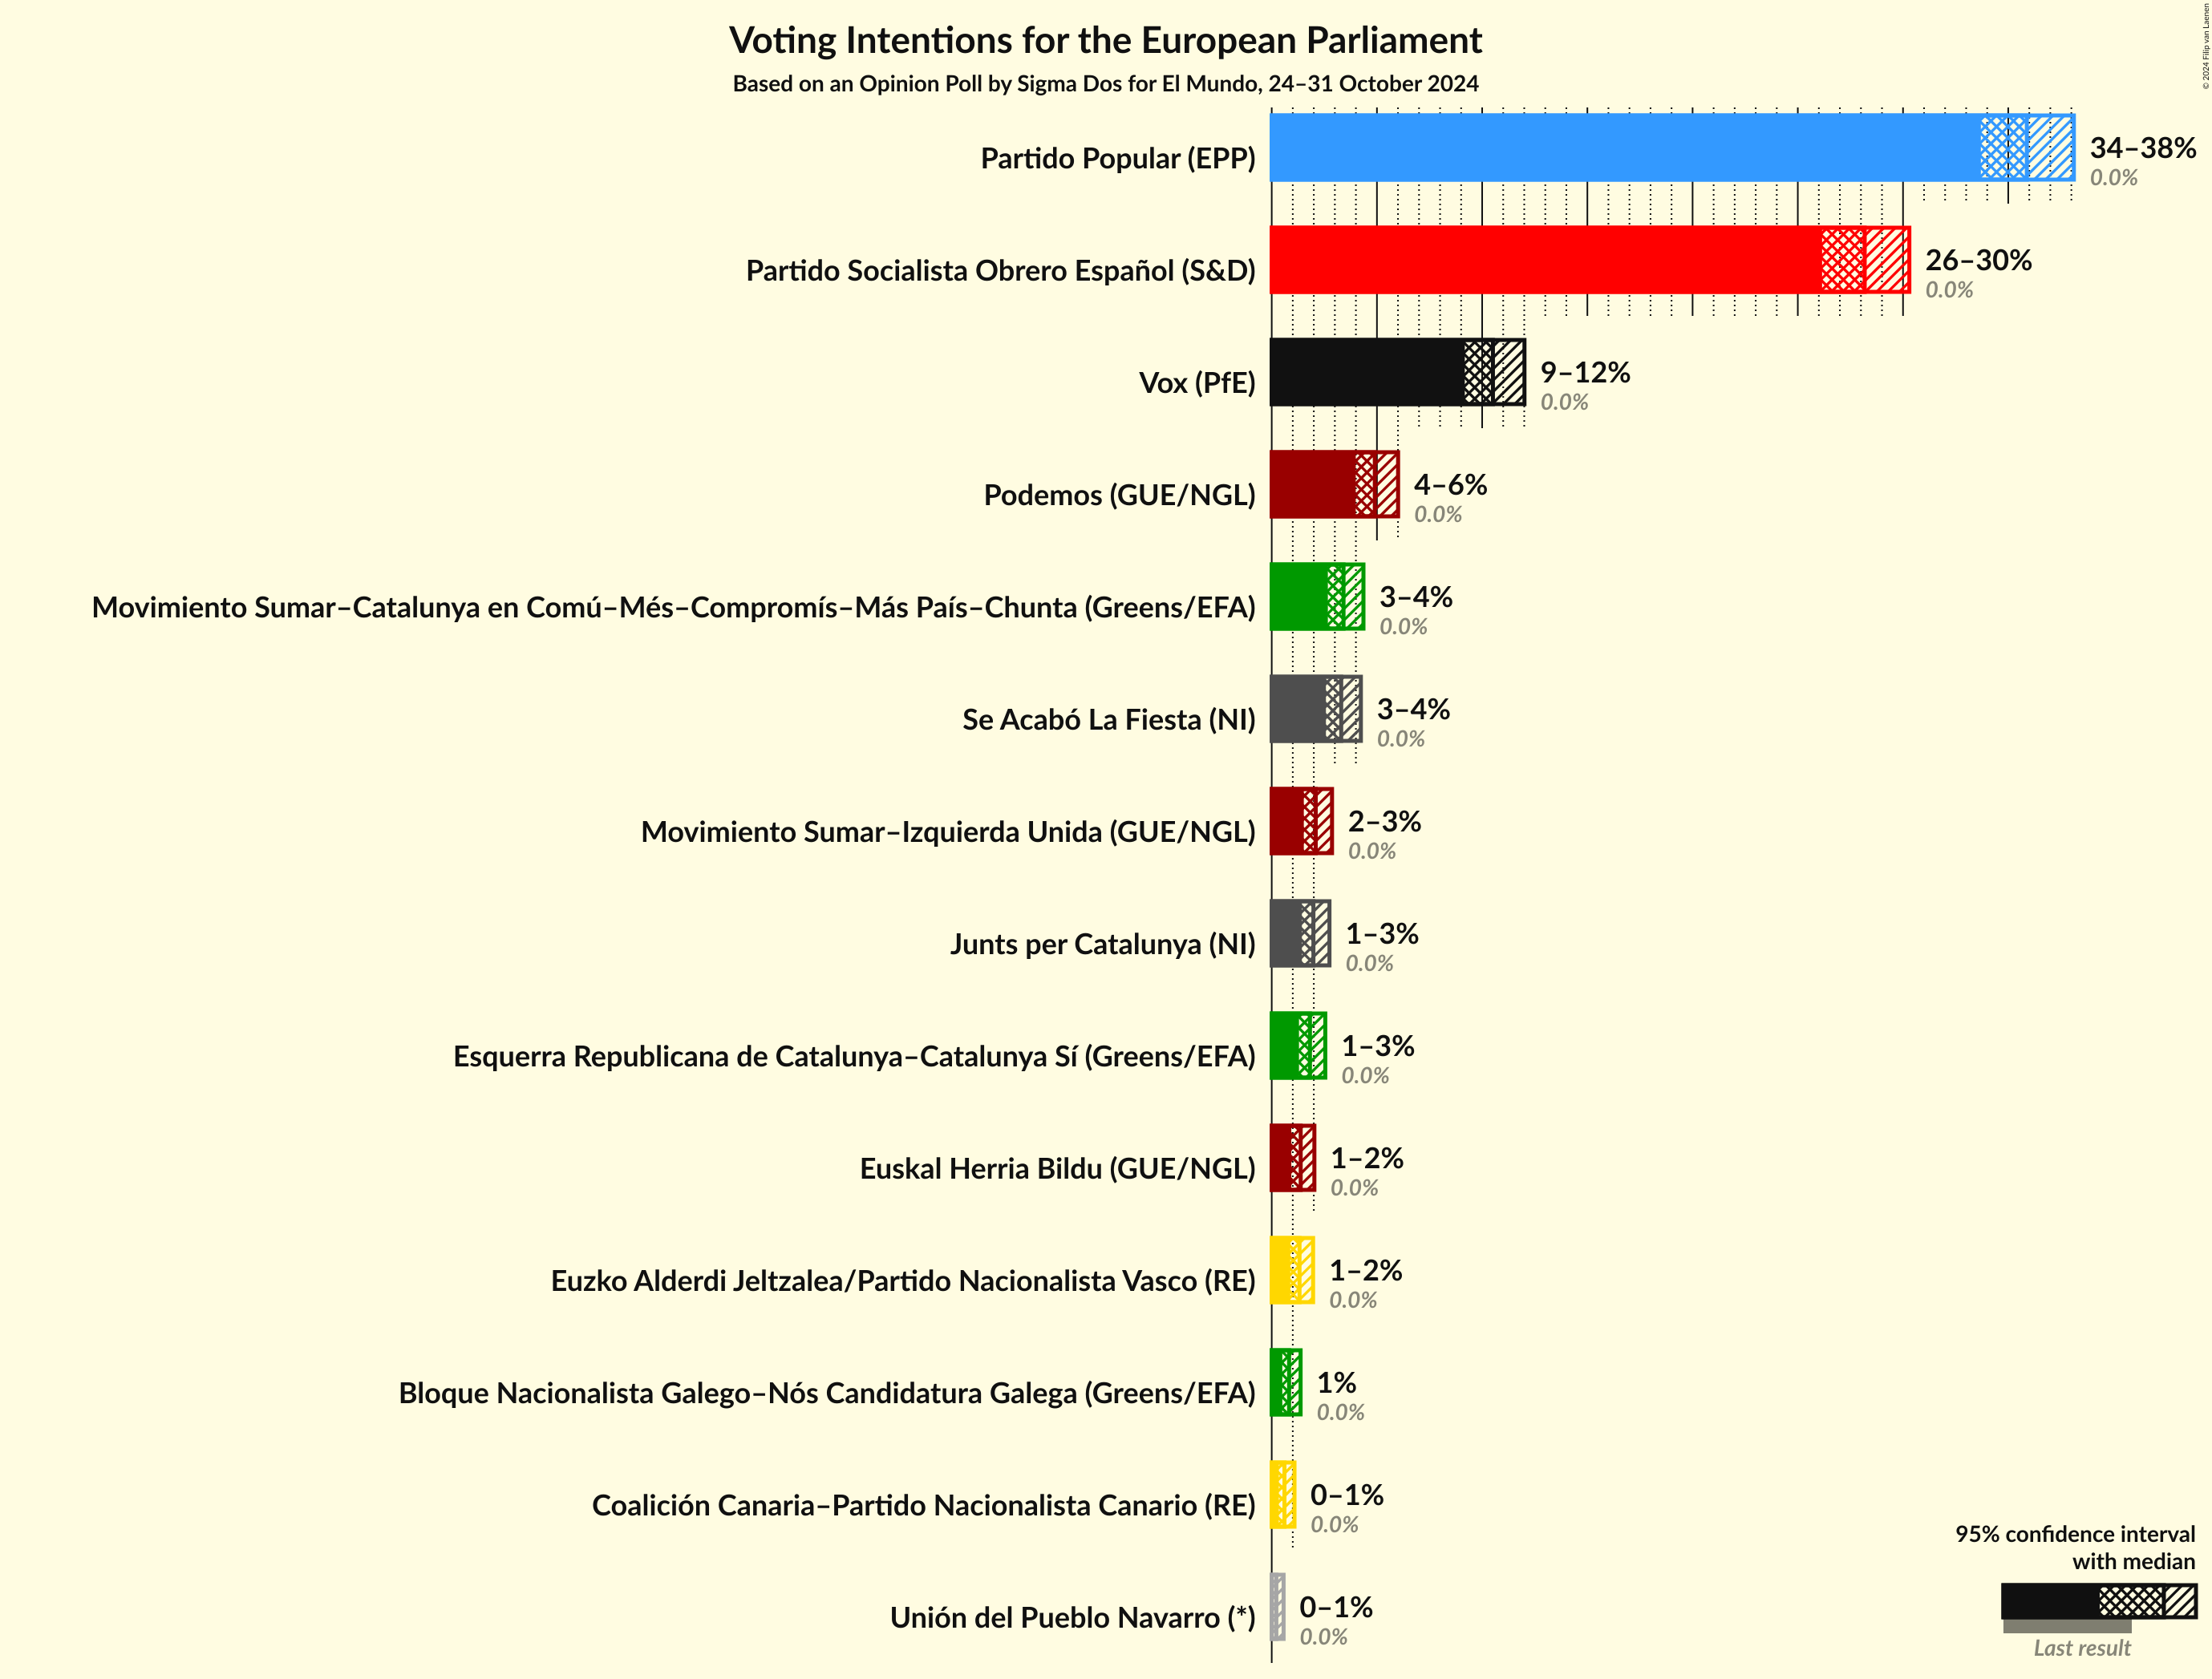 Voting Intentions for the European Parliament
Based on an Opinion Poll by Sigma Dos for El Mundo, 24–31 October 2024
© 2024 Filip van Laenen
Partido Popular (EPP)
34–38%
0.0%
Partido Socialista Obrero Español (S&D)
26–30%
0.0%
Vox (PfE)
9–12%
0.0%
Podemos (GUE/NGL)
4–6%
0.0%
Movimiento Sumar–Catalunya en Comú–Més–Compromís–Más País–Chunta (Greens/EFA)
3–4%
0.0%
Se Acabó La Fiesta (NI)
3–4%
0.0%
Movimiento Sumar–Izquierda Unida (GUE/NGL)
2–3%
0.0%
Junts per Catalunya (NI)
1–3%
0.0%
Esquerra Republicana de Catalunya–Catalunya Sí (Greens/EFA)
1–3%
0.0%
Euskal Herria Bildu (GUE/NGL)
1–2%
0.0%
Euzko Alderdi Jeltzalea/Partido Nacionalista Vasco (RE)
1–2%
0.0%
Bloque Nacionalista Galego–Nós Candidatura Galega (Greens/EFA)
1%
0.0%
Coalición Canaria–Partido Nacionalista Canario (RE)
0–1%
0.0%
Unión del Pueblo Navarro (*)
0–1%
0.0%
95% confidence interval
with median
Last result